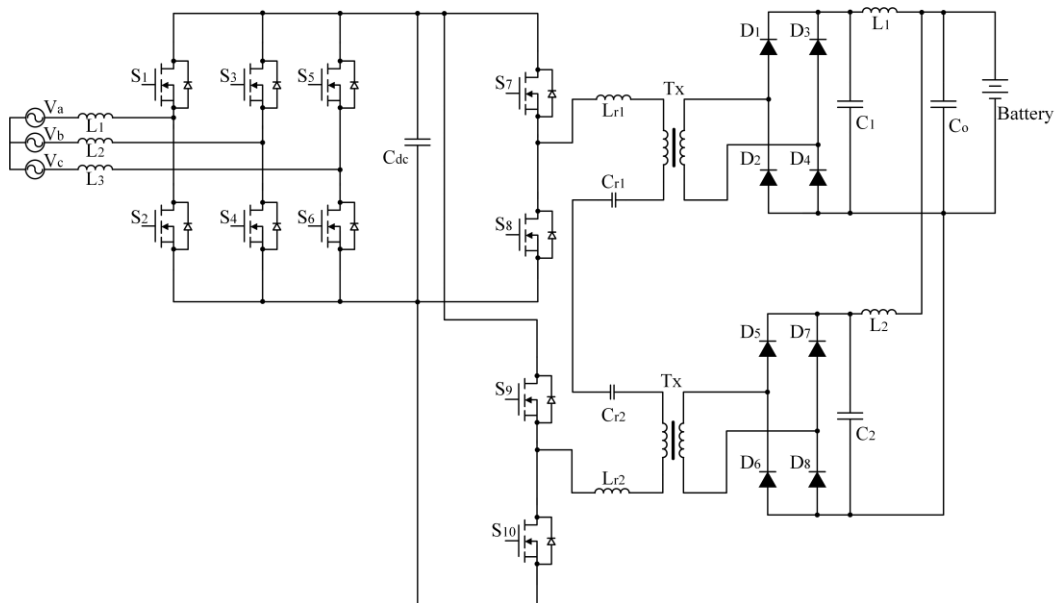 D1
D3
L1
S1
S3
S5
S7
Tx
Va
Lr1
L1
Vb
L2
Vc
L3
Cdc
C1
Co
Battery
D2
D4
Cr1
S2
S4
S6
S8
L2
D5
D7
S9
Tx
Cr2
C2
D6
D8
Lr2
S10